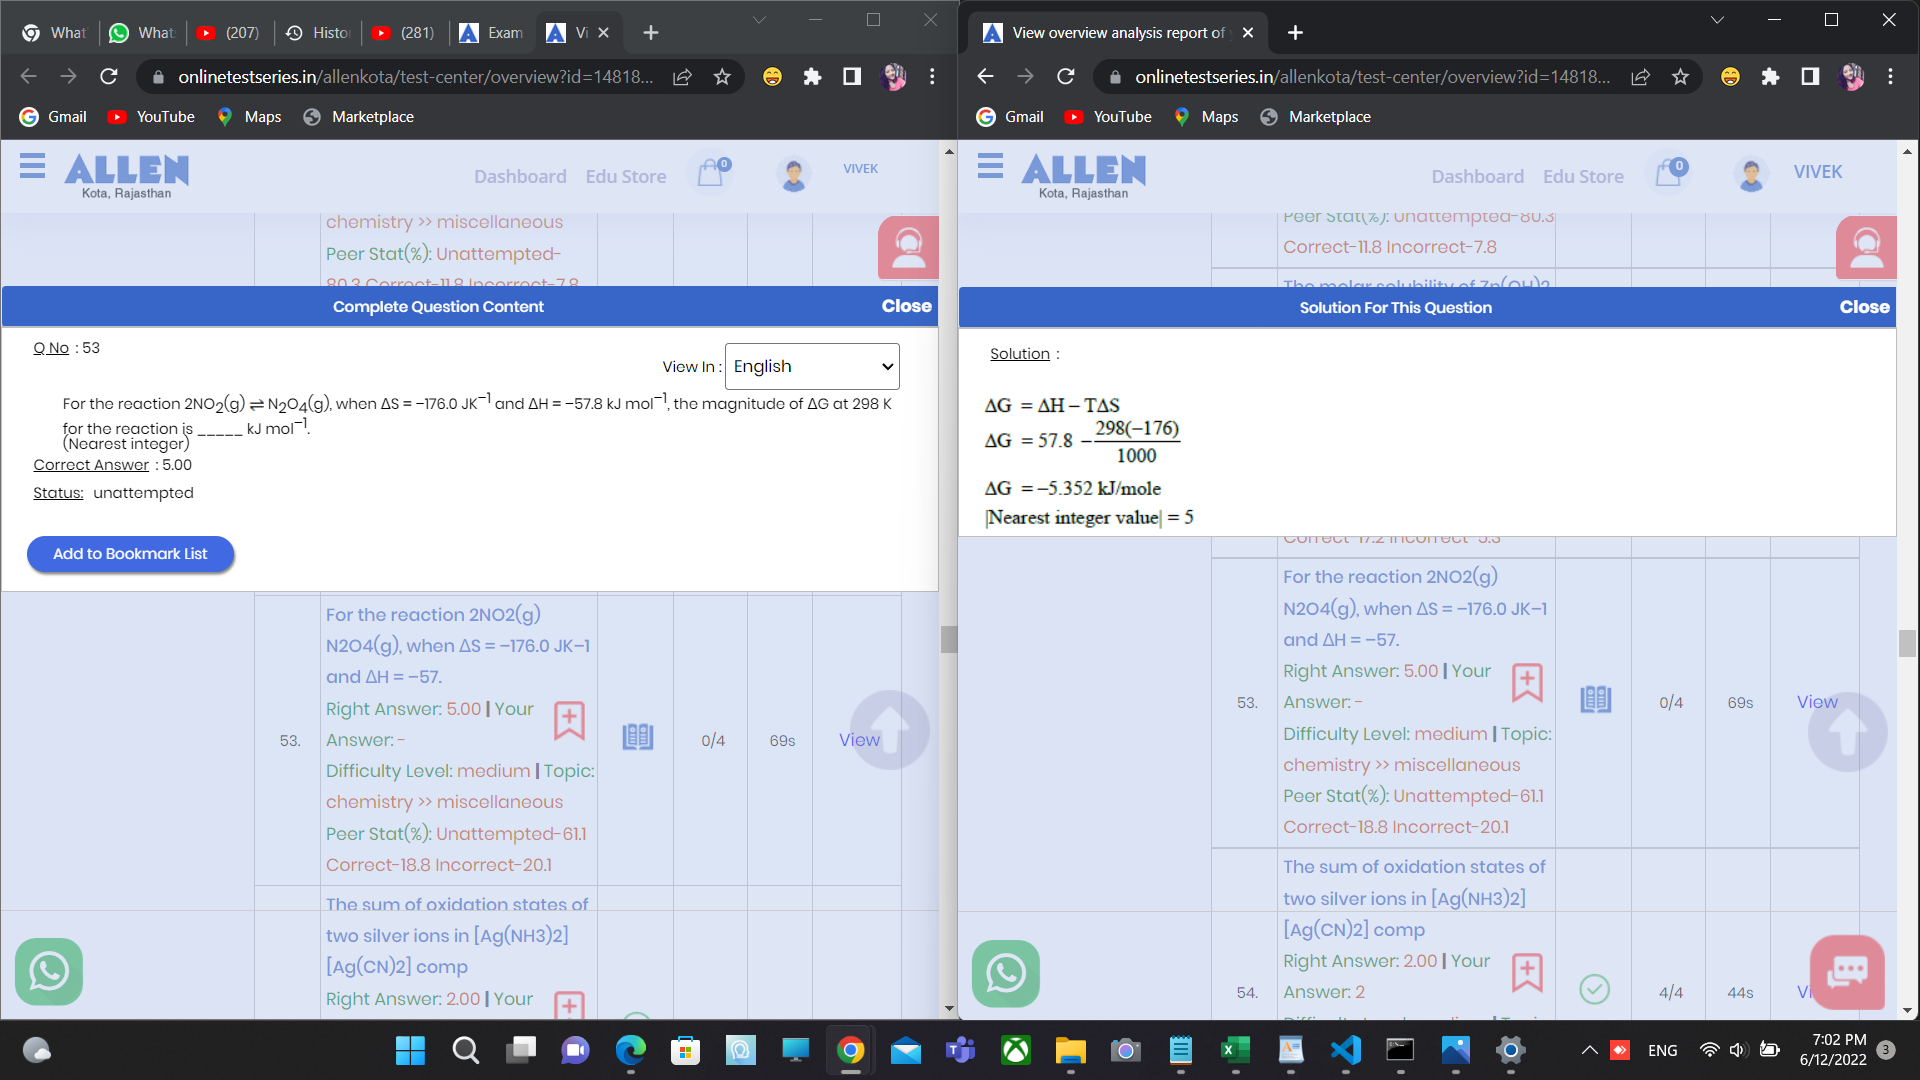 What'
What
(207)
Histor
(281)
Exam
Vi
onlinetestseries.in/allenkota/test-center/overview?id=14818...
Gmail
YouTube
Maps
Marketplace
ALLEN
Kota, Rajasthan
Dashboard
Edu Store
0
VIVEK
chemistry >> miscellaneous
Peer Stat(%): Unattempted-
80.3 Correct-11.8 Incorrect-7.8
Complete Question Content
Close
Q No : 53
View In : English
For the reaction 2NO2(g) ⇌ N2O4(g), when ΔS = −176.0 JK−1 and ΔH = −57.8 kJ mol−1, the magnitude of ΔG at 298 K
for the reaction is _____ kJ mol−1.
(Nearest integer)
Correct Answer : 5.00
Status: unattempted
Add to Bookmark List
For the reaction 2NO2(g)
N2O4(g), when ΔS = −176.0 JK−1
and ΔH = −57.
Right Answer: 5.00 | Your
53.
Answer: -
0/4
69s
View
Difficulty Level: medium | Topic:
chemistry >> miscellaneous
Peer Stat(%): Unattempted-61.1
Correct-18.8 Incorrect-20.1
The sum of oxidation states of
two silver ions in [Ag(NH3)2]
[Ag(CN)2] comp
Right Answer: 2.00 | Your
View overview analysis report of
onlinetestseries.in/allenkota/test-center/overview?id=14818...
Gmail
YouTube
Maps
Marketplace
ALLEN
Kota, Rajasthan
Dashboard
Edu Store
0
VIVEK
Peer Stat(%): Unattempted-80.3
Correct-11.8 Incorrect-7.8
The molar solubility of Zn(OH)2
Solution For This Question
Close
Solution :
ΔG = ΔH – TΔS
ΔG = 57.8 – 298(–176)
1000
ΔG = –5.352 kJ/mole
|Nearest integer value| = 5
Correct-17.2 Incorrect-5.3
For the reaction 2NO2(g)
N2O4(g), when ΔS = −176.0 JK−1
and ΔH = −57.
Right Answer: 5.00 | Your
53.
Answer: -
0/4
69s
View
Difficulty Level: medium | Topic:
chemistry >> miscellaneous
Peer Stat(%): Unattempted-61.1
Correct-18.8 Incorrect-20.1
The sum of oxidation states of
two silver ions in [Ag(NH3)2]
[Ag(CN)2] comp
Right Answer: 2.00 | Your
54.
Answer: 2
4/4
44s
Vi
ENG
7:02 PM
6/12/2022
3